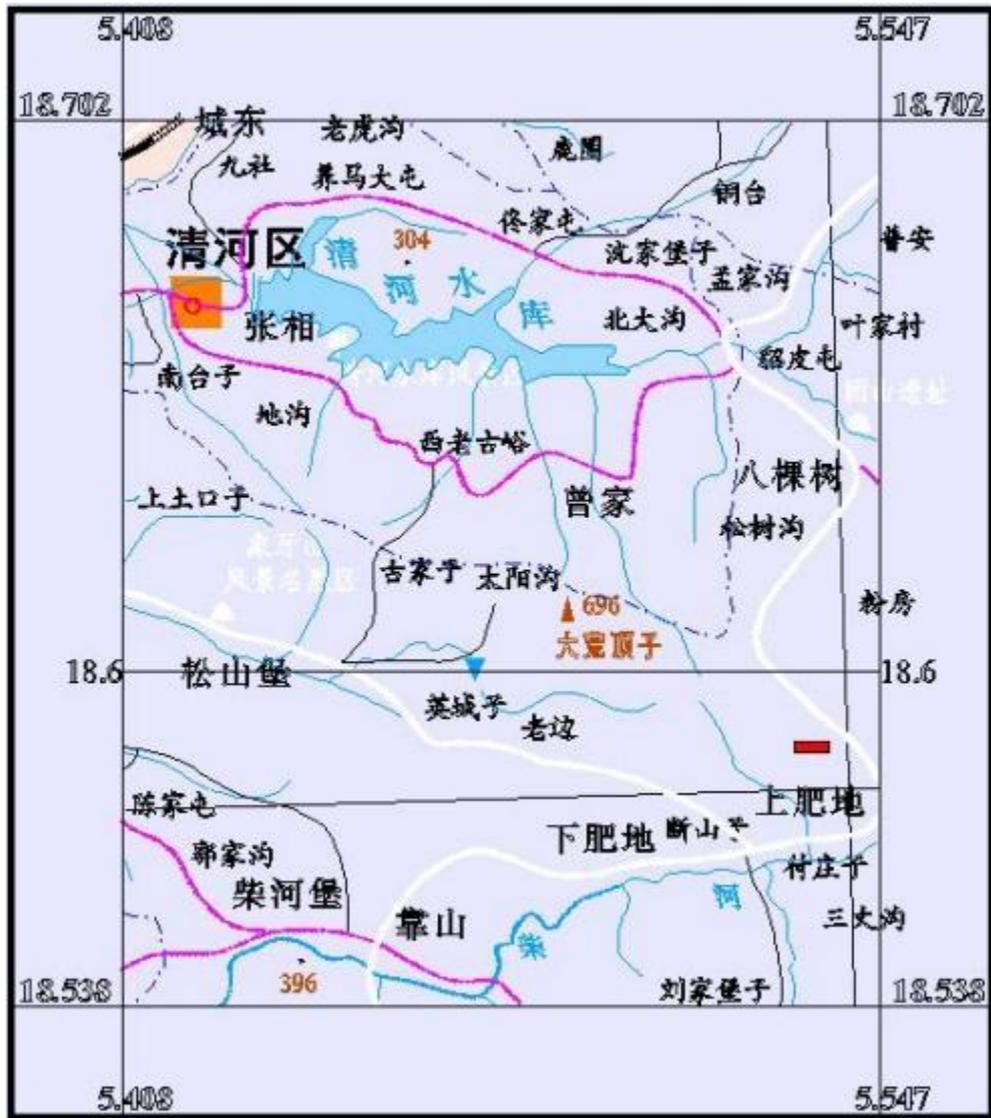 5.408 5.547
18.702 18.702
城东
老虎沟
鹿圈
九社
养马大屯
铜台
佟家屯
清河区
304
沈家堡子
普安
清河水库
孟家沟
张相
北大沟
叶家村
貂皮屯
南台子
地沟
西老古峪
八棵树
上土口子
曾家
松树沟
风景名胜区
古家子
太阳沟
696
粉房
大宽顶子
18.6 18.6
松山堡
英城子
老边
陈家屯
上肥地
下肥地
断山子
郭家沟
付庄子
柴河堡
河
靠山
三丈沟
柴
396
刘家堡子
18.538 18.538
5.408 5.547